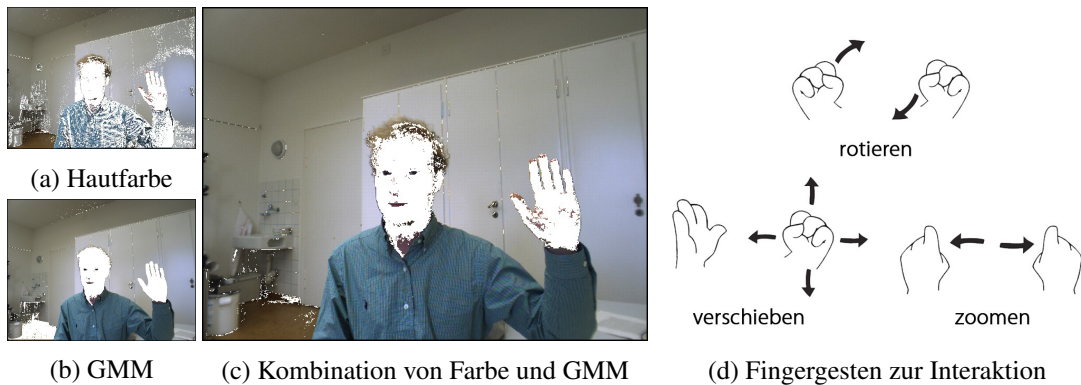 (a) Hautfarbe
(b) GMM
(c) Kombination von Farbe und GMM
rotieren
verschieben
zoomen
(d) Fingergesten zur Interaktion